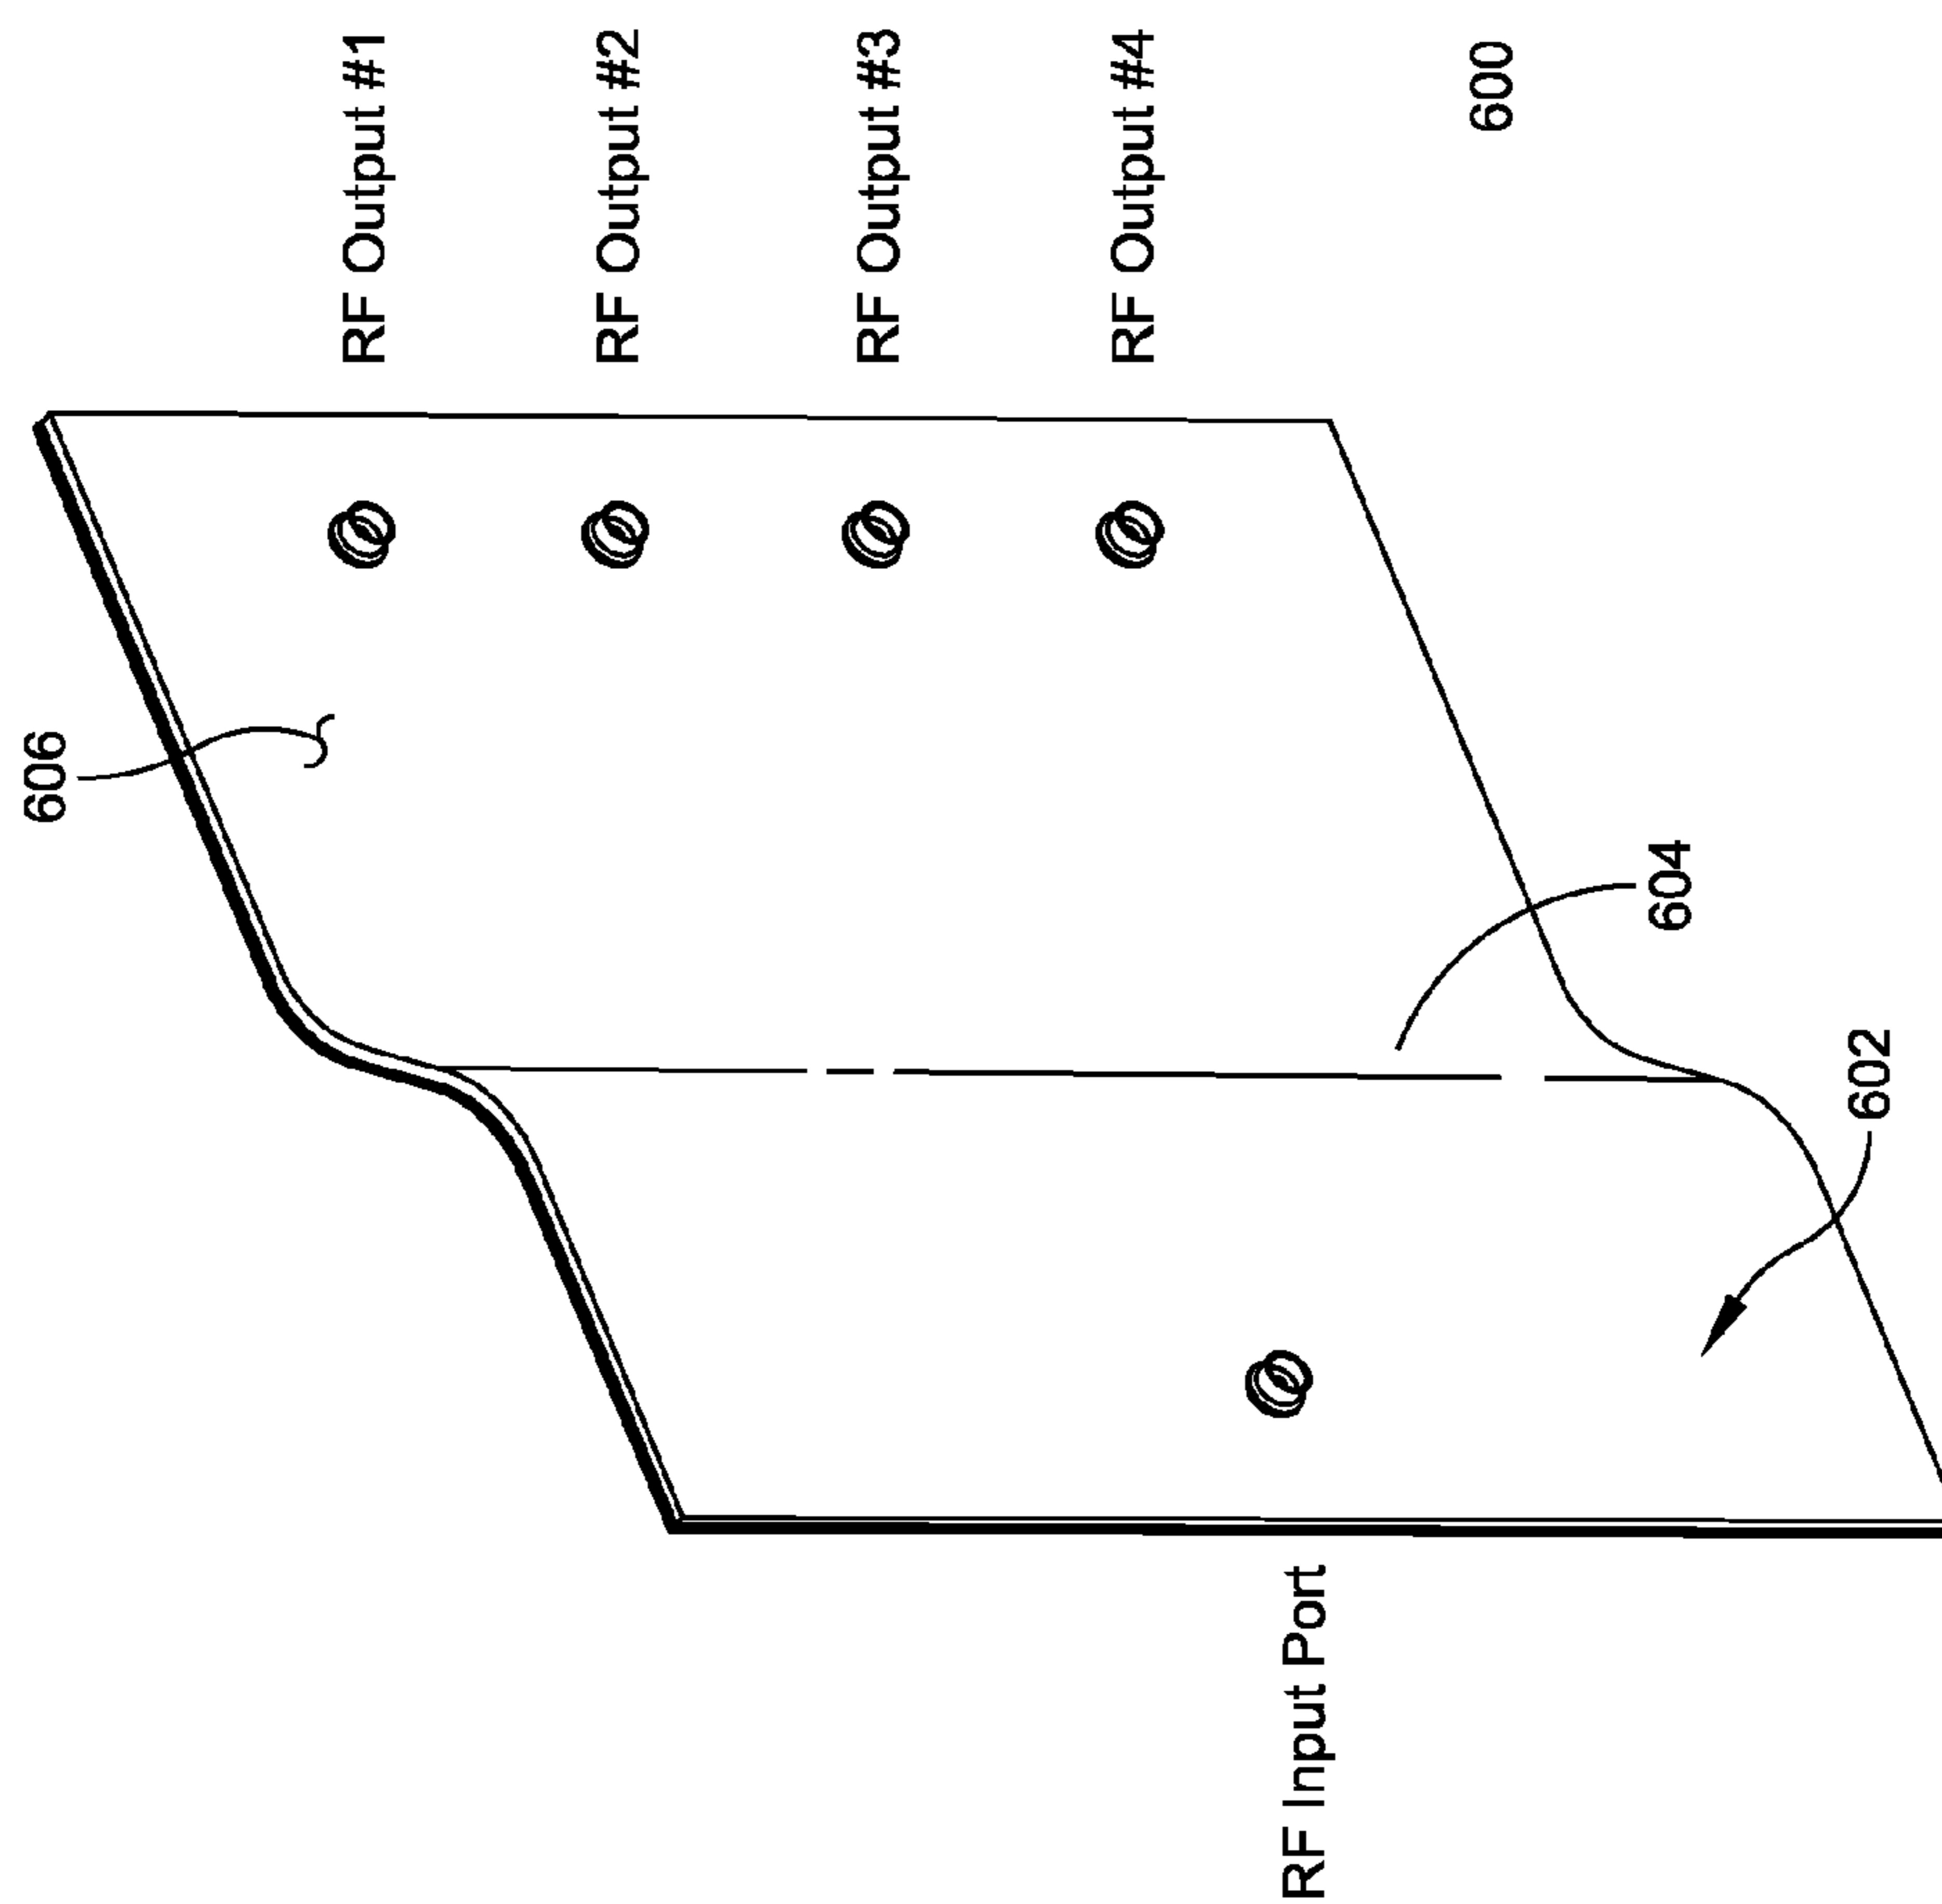 RF Output #1
RF Output #2
RF Output #3
RF Output #4
600
606
604
602
RF Input Port